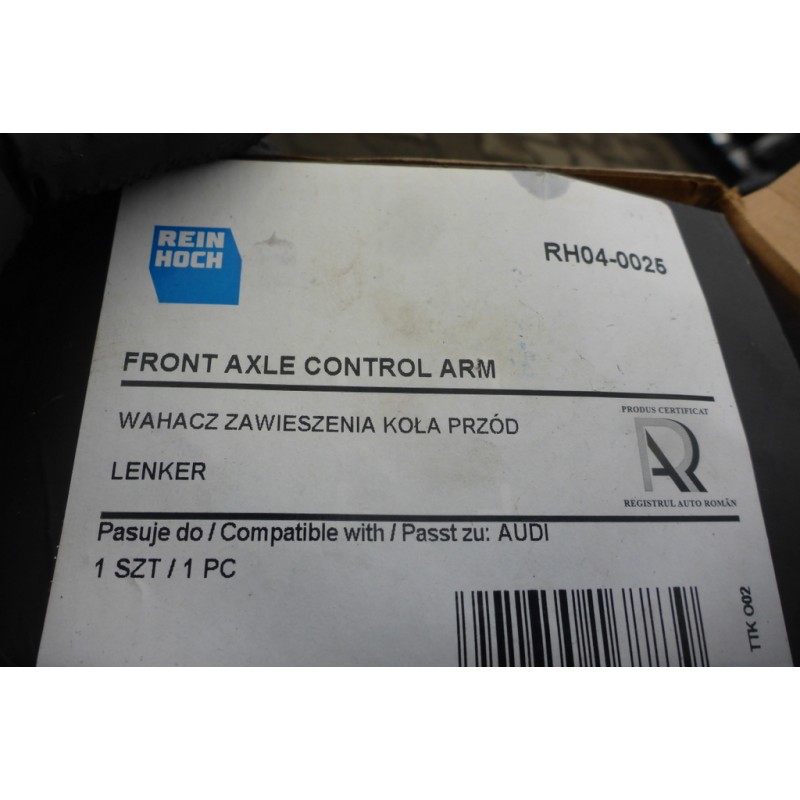 REIN
HOCH
RH04-0025
FRONT AXLE CONTROL ARM
WAHACZ ZAWIESZENIA KOŁA PRZÓD
LENKER
PRODUS CERTIFICAT
AR
REGISTRUL AUTO ROMÂN
Pasuje do / Compatible with / Passt zu: AUDI
1 SZT / 1 PC
TTK O02